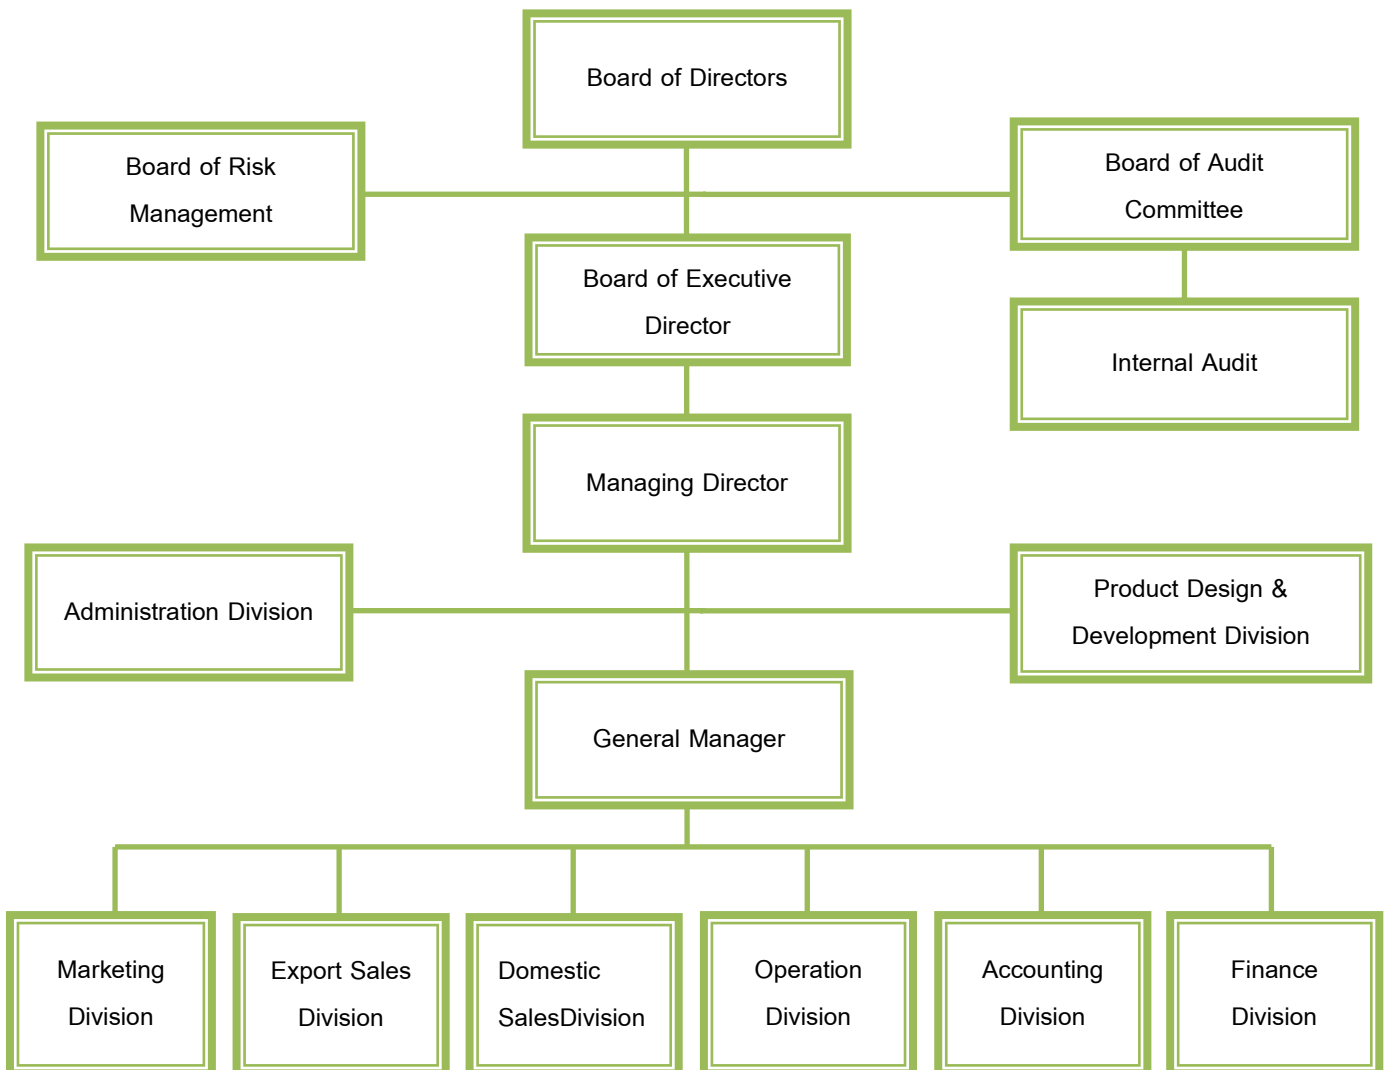 Board of Directors
Board of Risk
Management
Board of Audit
Committee
Board of Executive
Director
Internal Audit
Managing Director
Administration Division
Product Design &
Development Division
General Manager
Marketing
Division
Export Sales
Division
Domestic
SalesDivision
Operation
Division
Accounting
Division
Finance
Division